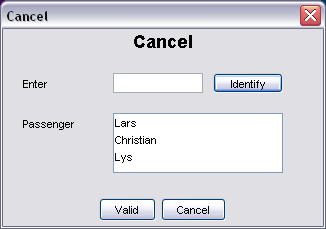 Cancel
Cancel
Enter Identify
Passenger Lars
Christian
Lys
Valid Cancel